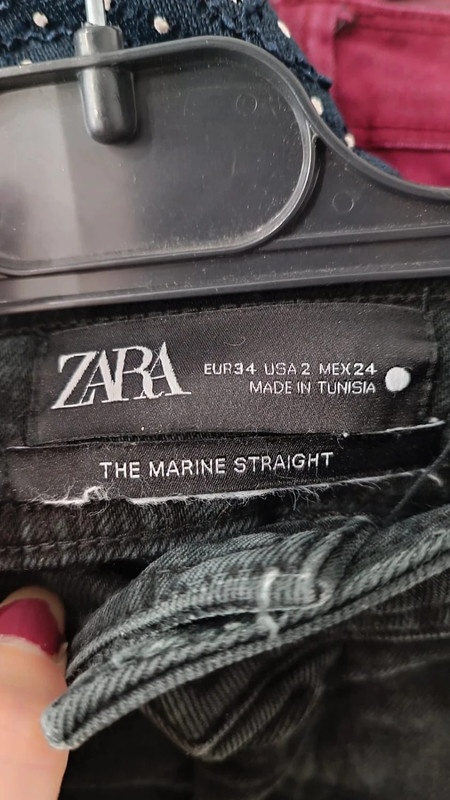 ZARA
EUR34 USA2 MEX24
MADE IN TUNISIA
THE MARINE STRAIGHT